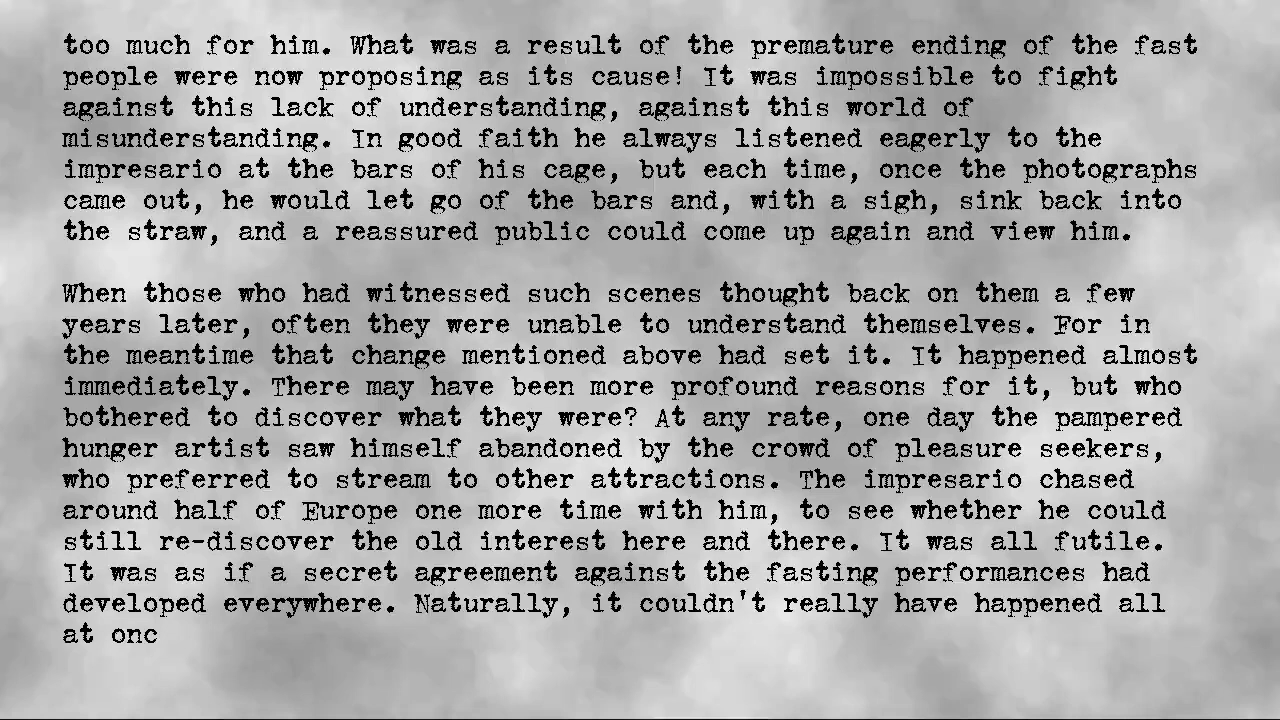 too much for him. What was a result of the premature ending of the fast
people were now proposing as its cause! It was impossible to fight
against this lack of understanding, against this world of
misunderstanding. In good faith he always listened eagerly to the
impresario at the bars of his cage, but each time, once the photographs
came out, he would let go of the bars and, with a sigh, sink back into
the straw, and a reassured public could come up again and view him.

When those who had witnessed such scenes thought back on them a few
years later, often they were unable to understand themselves. For in
the meantime that change mentioned above had set it. It happened almost
immediately. There may have been more profound reasons for it, but who
bothered to discover what they were? At any rate, one day the pampered
hunger artist saw himself abandoned by the crowd of pleasure seekers,
who preferred to stream to other attractions. The impresario chased
around half of Europe one more time with him, to see whether he could
still re-discover the old interest here and there. It was all futile.
It was as if a secret agreement against the fasting performances had
developed everywhere. Naturally, it couldn't really have happened all
at onc